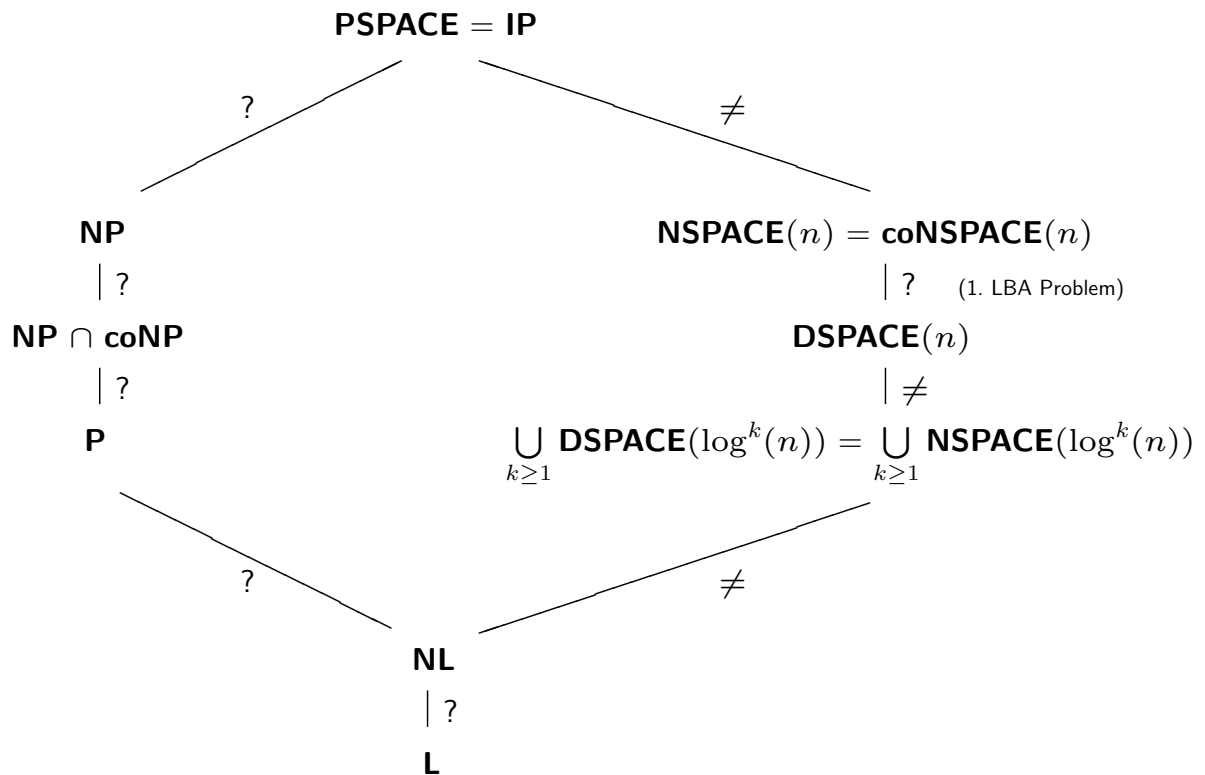 PSPACE = IP
? ≠
NP NSPACE(n) = coNSPACE(n)
? ? (1. LBA Problem)
NP ∩ coNP DSPACE(n)
? ≠
P ⋃_{k≥1} DSPACE(log^k(n)) = ⋃_{k≥1} NSPACE(log^k(n))
? ≠
NL
?
L